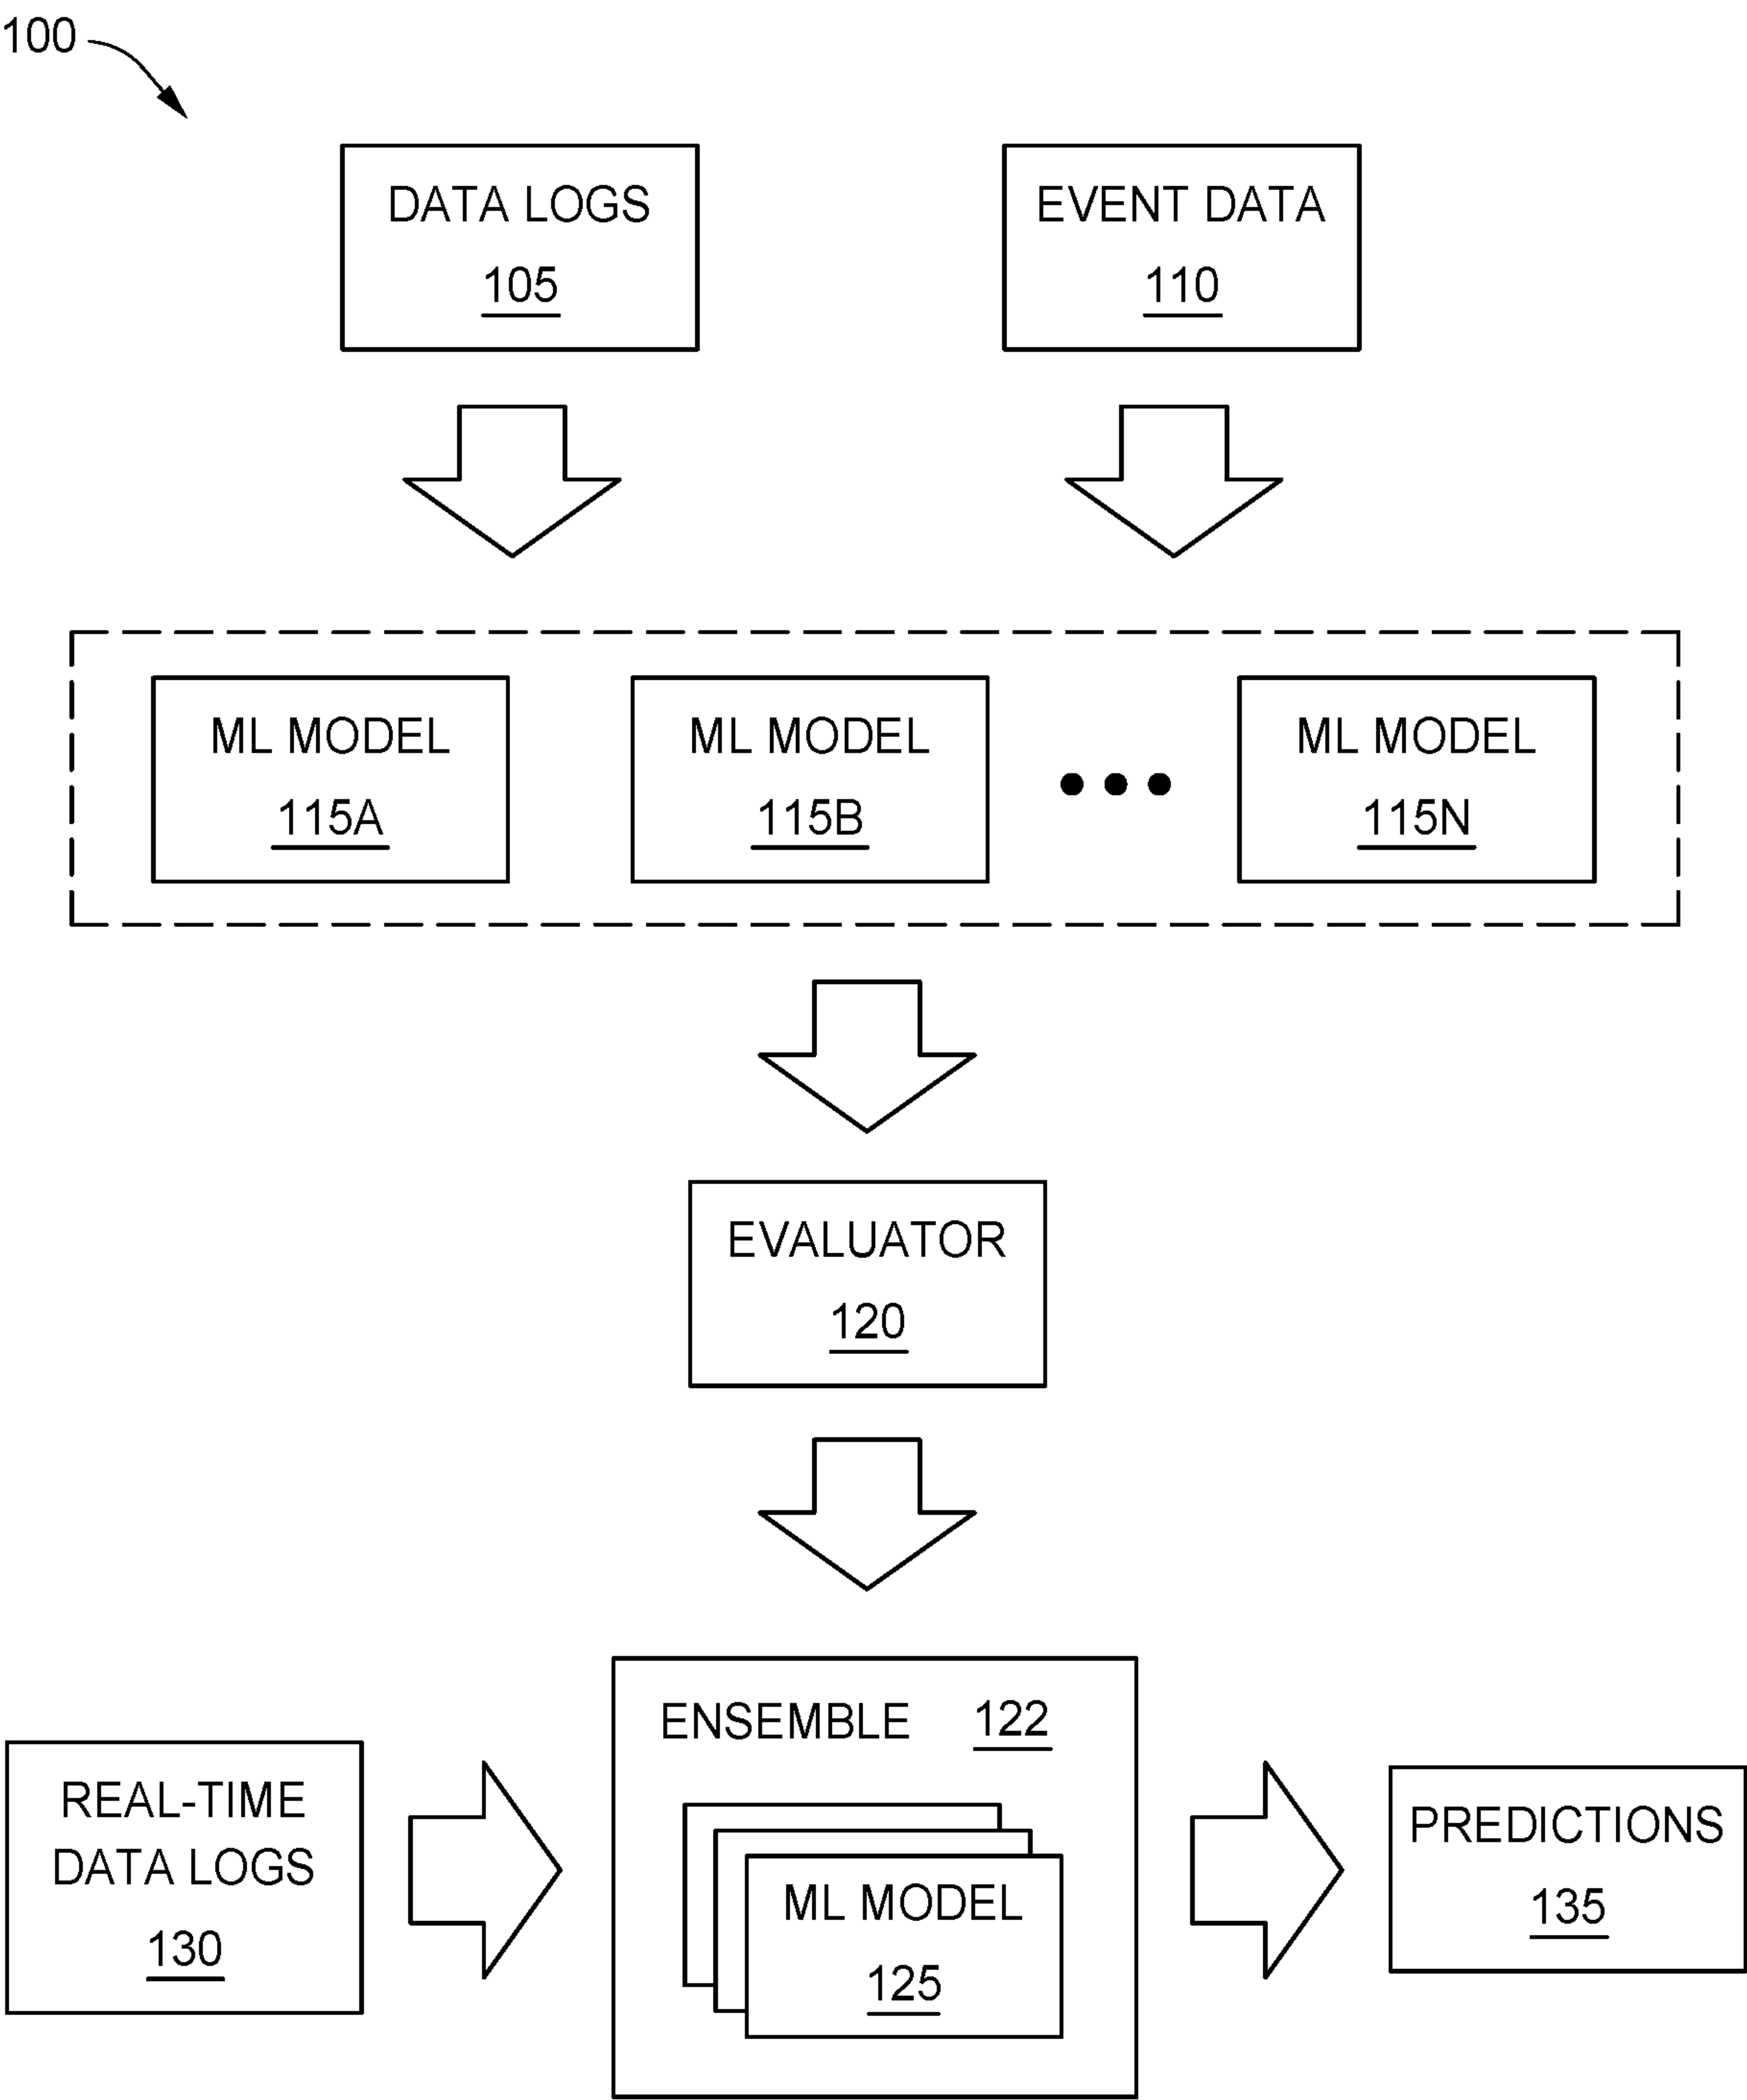 100
DATA LOGS
105
EVENT DATA
110
ML MODEL
115A
ML MODEL
115B
ML MODEL
115N
EVALUATOR
120
REAL-TIME
DATA LOGS
130
ENSEMBLE 122
ML MODEL
125
PREDICTIONS
135